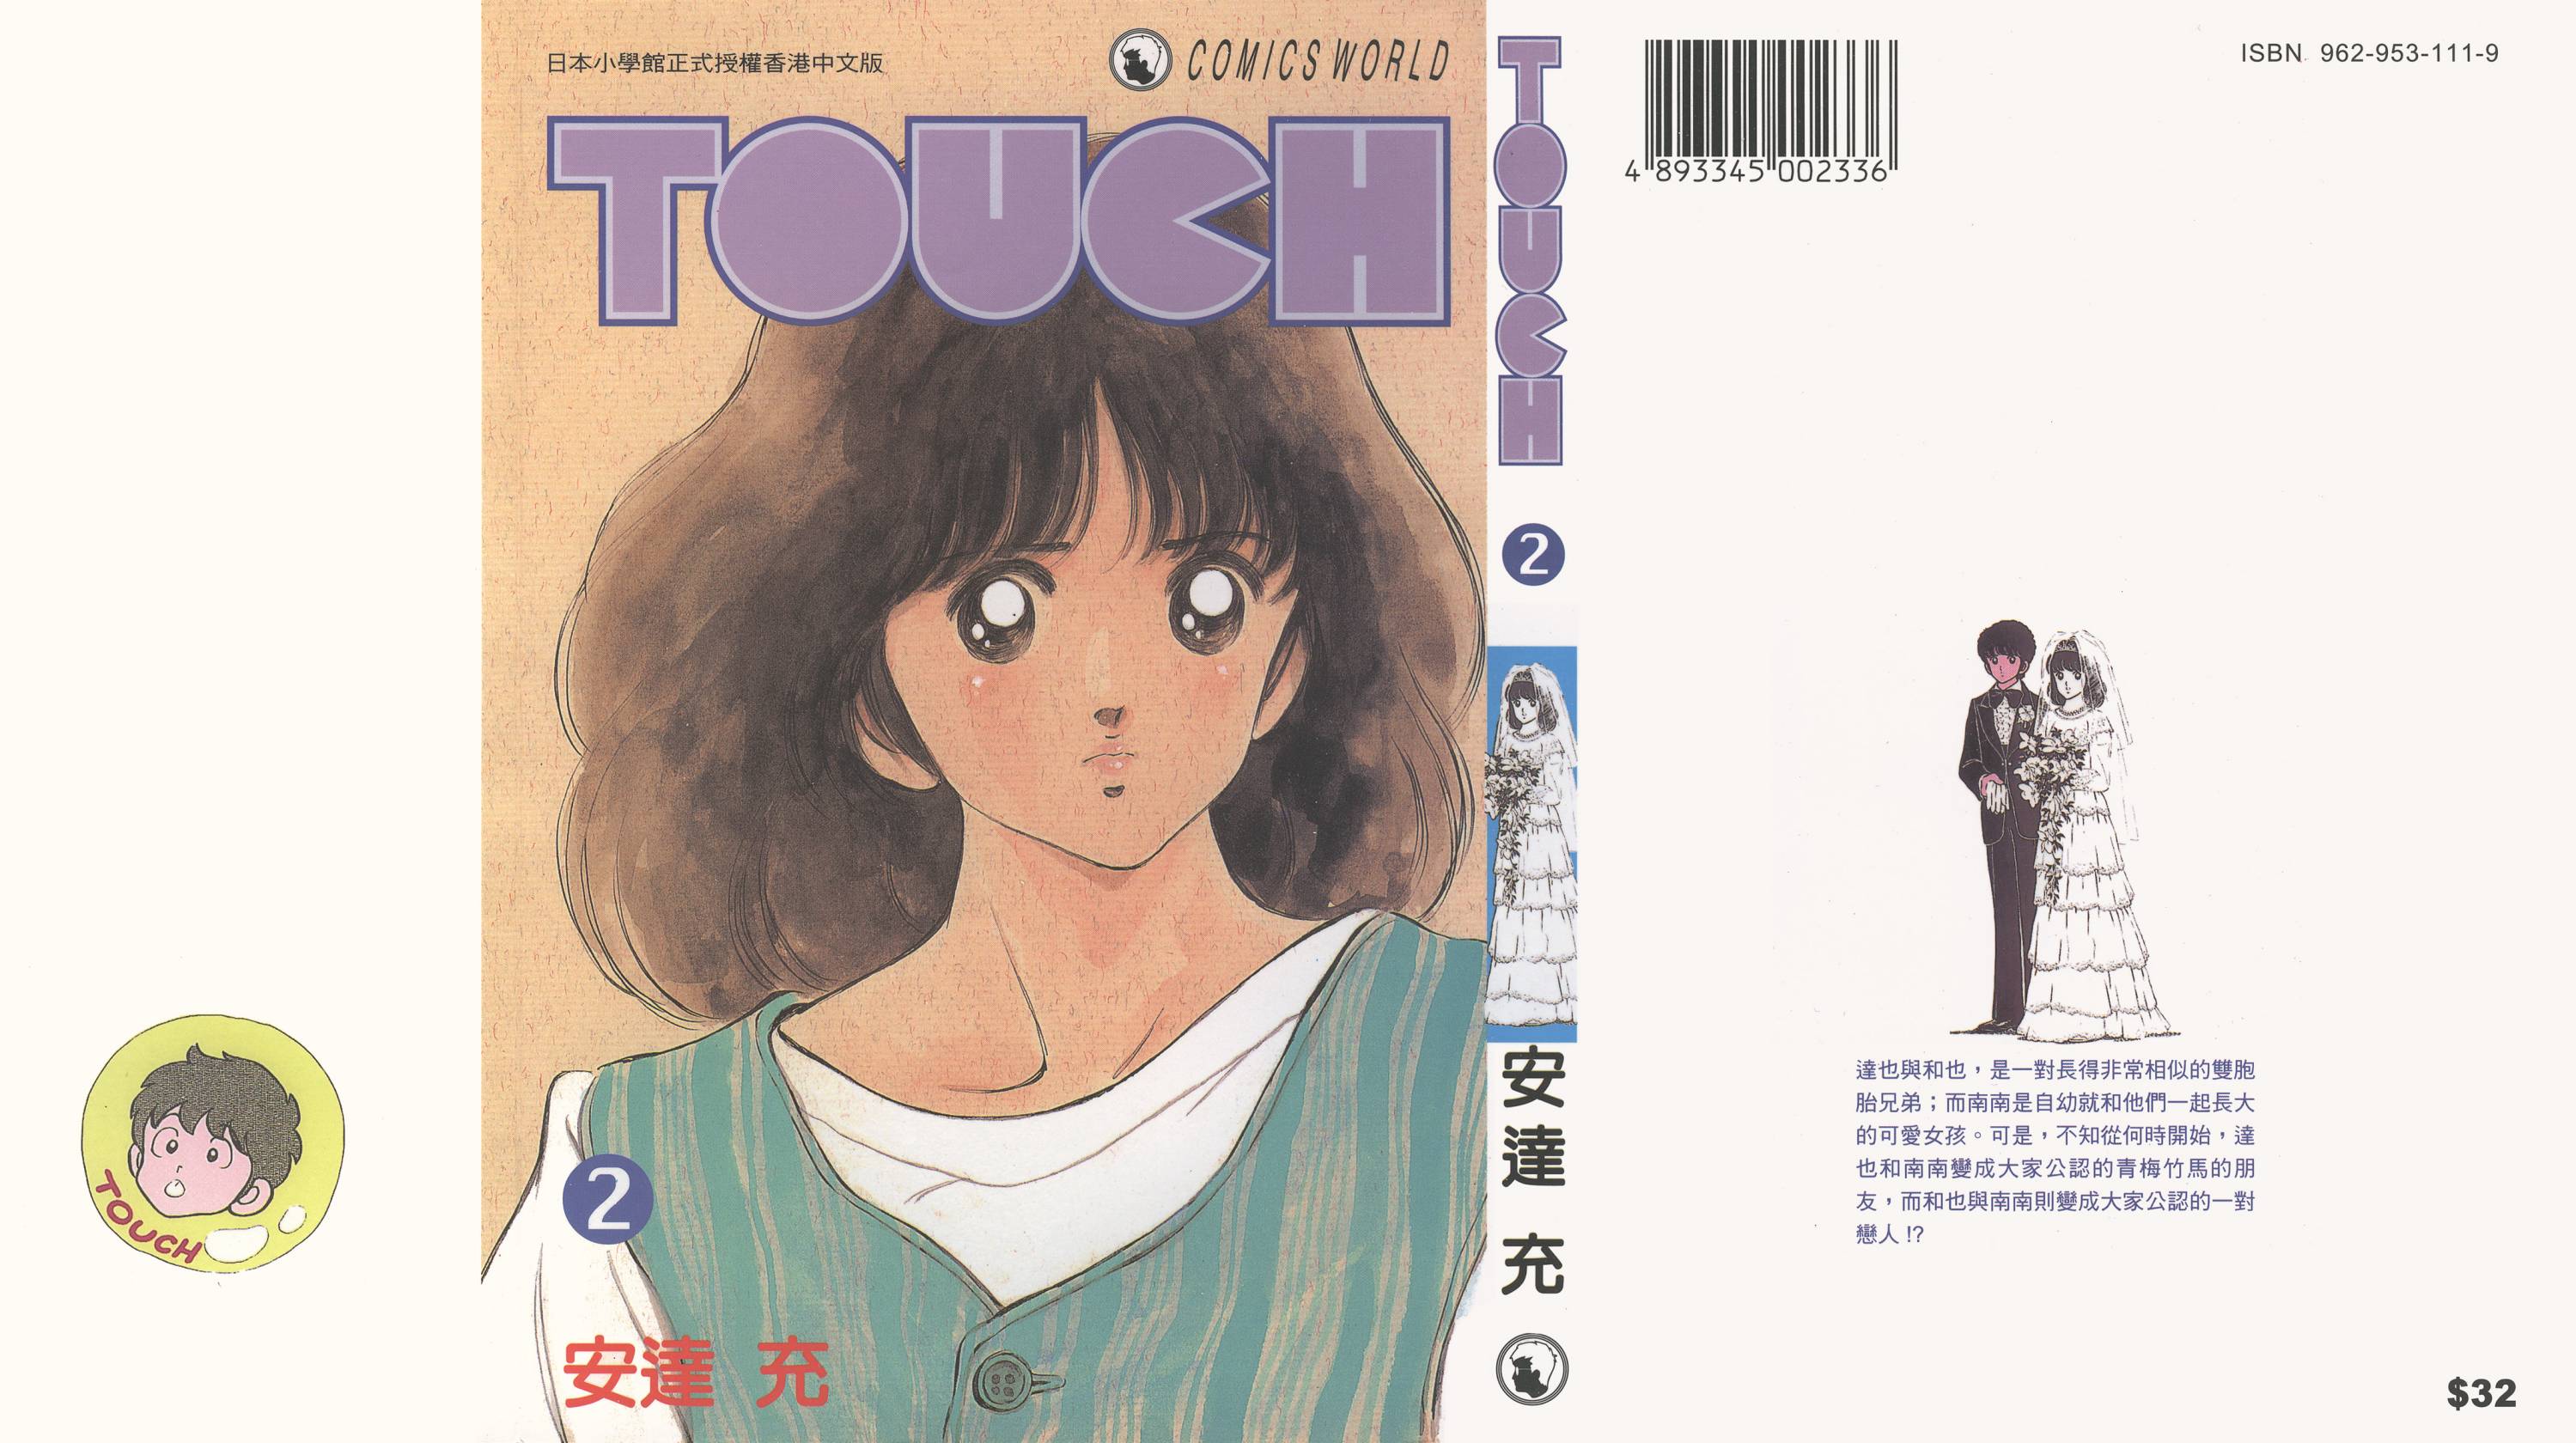 日本小學館正式授權香港中文版
COMICS WORLD
TOUCH
2
安達 充
TOUCH
TOUCH
2
安達 充
ISBN 962-953-111-9
4 893345 002336
達也與和也，是一對長得非常相似的雙胞
胎兄弟；而南南是自幼就和他們一起長大
的可愛女孩。可是，不知從何時開始，達
也和南南變成大家公認的青梅竹馬的朋
友，而和也與南南則變成大家公認的一對
戀人!?
$32